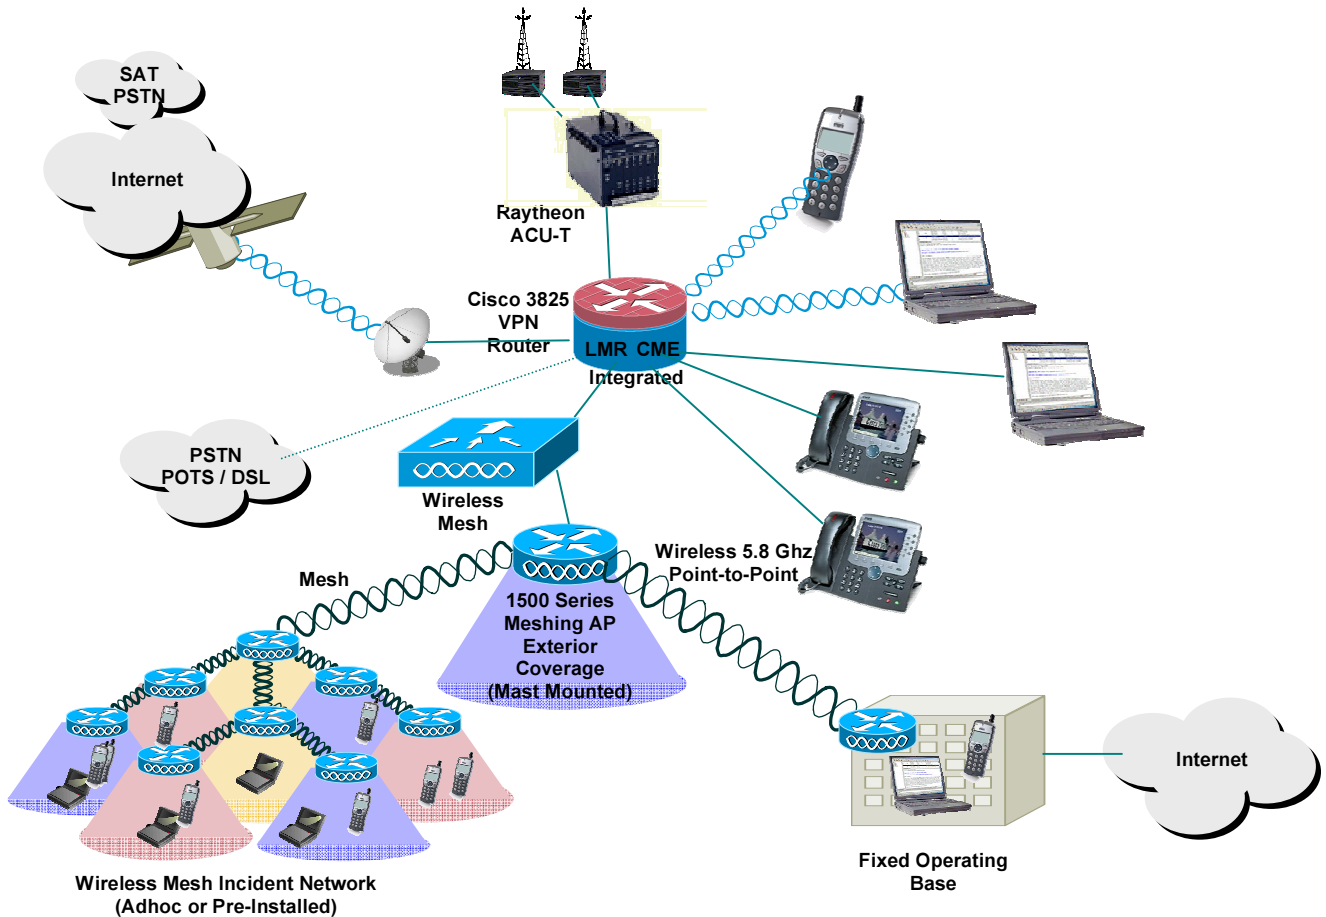 SAT
PSTN
Internet
Raytheon
ACU-T
Cisco 3825
VPN
Router
LMR CME
Integrated
PSTN
POTS / DSL
Wireless
Mesh
Wireless 5.8 Ghz
Point-to-Point
Mesh
1500 Series
Meshing AP
Exterior
Coverage
(Mast Mounted)
Internet
Fixed Operating
Base
Wireless Mesh Incident Network
(Adhoc or Pre-Installed)